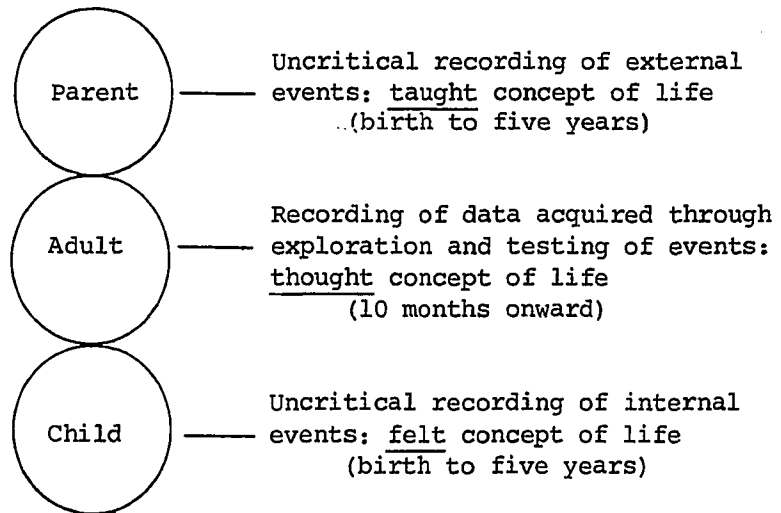 Parent
Uncritical recording of external
events: taught concept of life
(birth to five years)
Adult
Recording of data acquired through
exploration and testing of events:
thought concept of life
(10 months onward)
Child
Uncritical recording of internal
events: felt concept of life
(birth to five years)